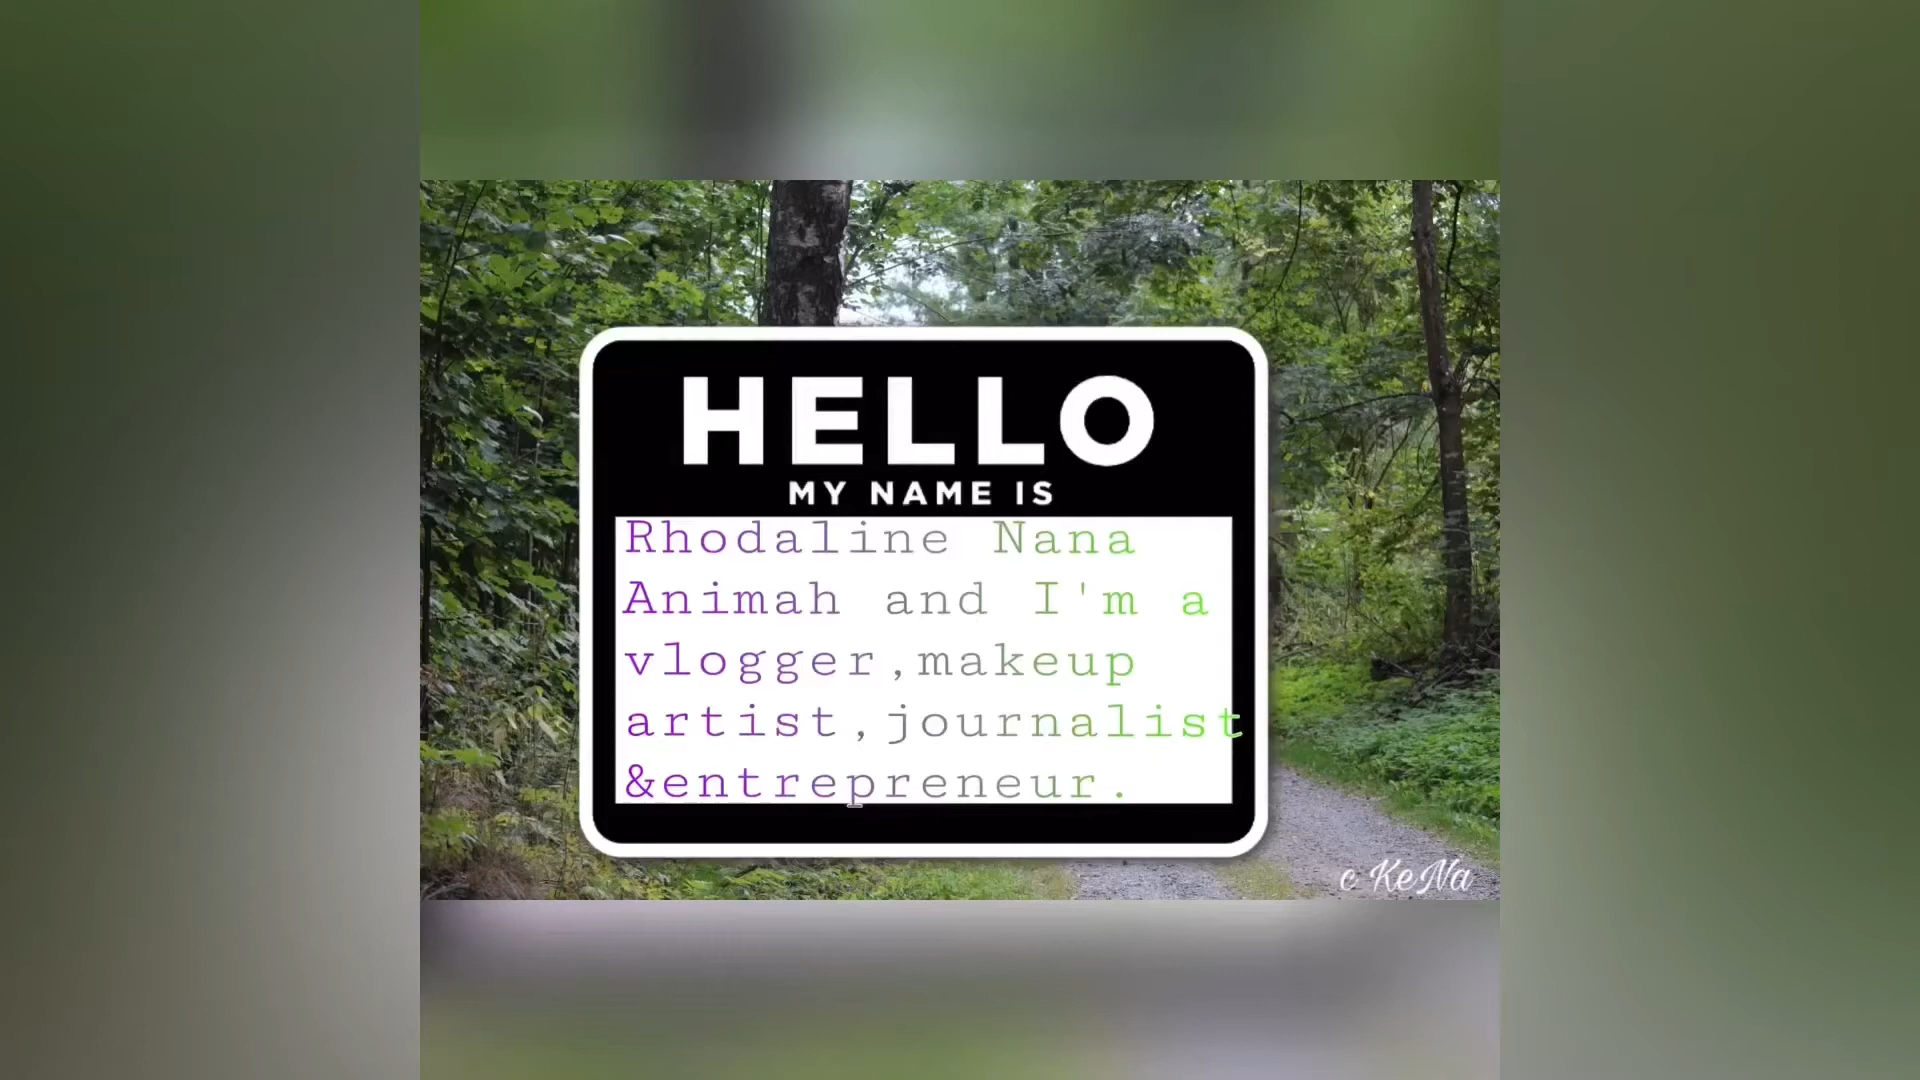 HELLO
MY NAME IS
Rhodaline Nana
Animah and I'm a
vlogger,makeup
artist,journalist
&entrepreneur.
c KeNa